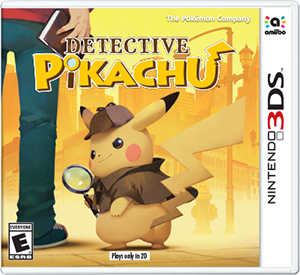 The Pokémon Company
amiibo
DETECTIVE
PIKACHU
NINTENDO 3DS
EVERYONE
E
ESRB
Plays only in 2D